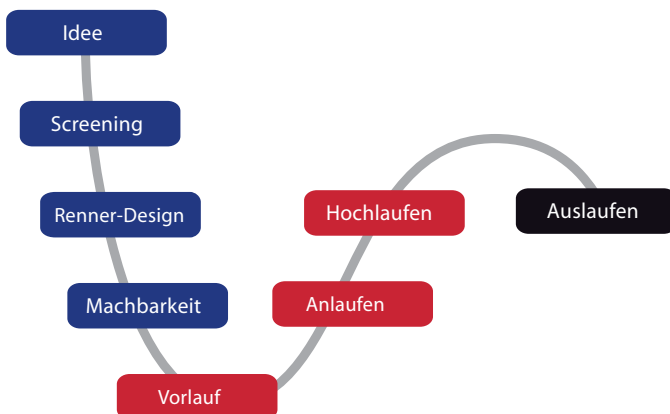 Idee
Screening
Renner-Design
Machbarkeit
Vorlauf
Anlaufen
Hochlaufen
Auslaufen